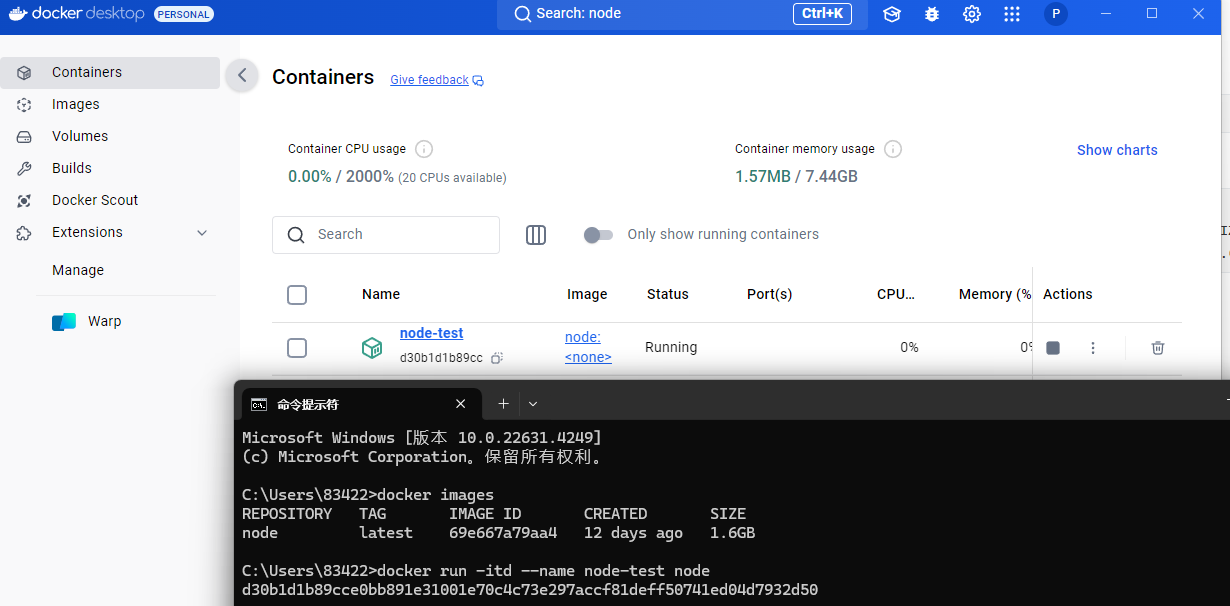 docker desktop PERSONAL Search: node Ctrl+K P
Containers
Images
Volumes
Builds
Docker Scout
Extensions
Manage
Warp
Containers Give feedback
Container CPU usage
0.00% / 2000% (20 CPUs available)
Container memory usage
1.57MB / 7.44GB
Show charts
Search
Only show running containers
Name Image Status Port(s) CPU... Memory (% Actions
node-test
d30b1d1b89cc
node:
<none>
Running 0% 0%
命令提示符
Microsoft Windows [版本 10.0.22631.4249]
(c) Microsoft Corporation。保留所有权利。
C:\Users\83422>docker images
REPOSITORY TAG IMAGE ID CREATED SIZE
node latest 69e667a79aa4 12 days ago 1.6GB
C:\Users\83422>docker run -itd --name node-test node
d30b1d1b89cce0bb891e31001e70c4c73e297accf81deff50741ed04d7932d50